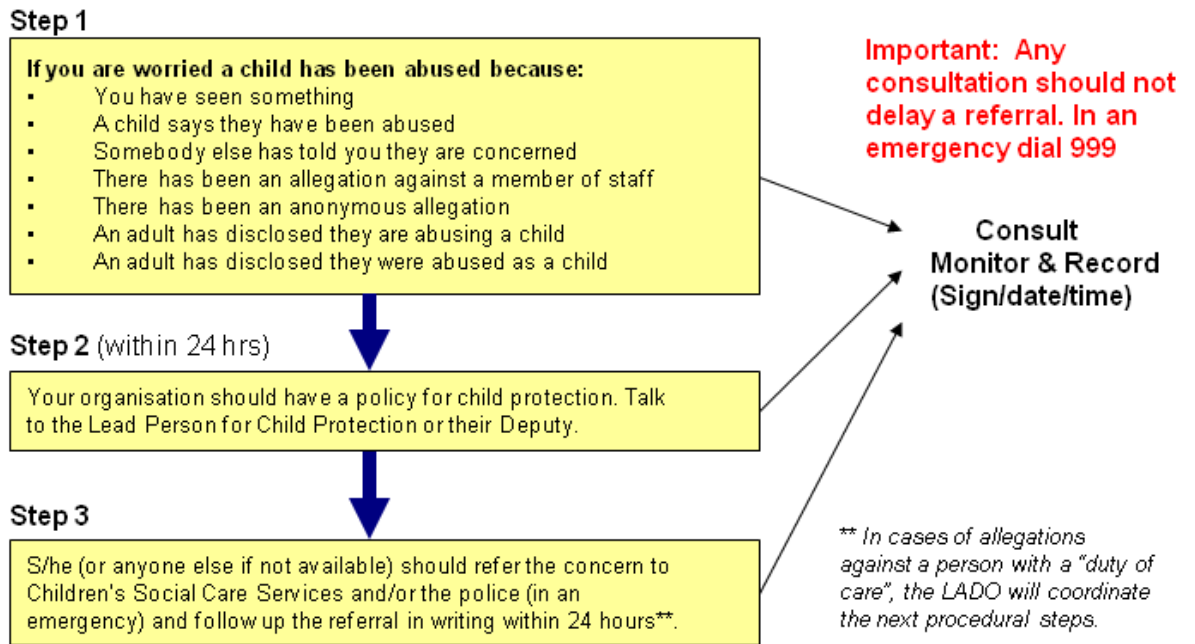 Step 1
If you are worried a child has been abused because:
▪ You have seen something
▪ A child says they have been abused
▪ Somebody else has told you they are concerned
▪ There has been an allegation against a member of staff
▪ There has been an anonymous allegation
▪ An adult has disclosed they are abusing a child
▪ An adult has disclosed they were abused as a child
Important: Any
consultation should not
delay a referral. In an
emergency dial 999
Consult
Monitor & Record
(Sign/date/time)
Step 2 (within 24 hrs)
Your organisation should have a policy for child protection. Talk
to the Lead Person for Child Protection or their Deputy.
Step 3
S/he (or anyone else if not available) should refer the concern to
Children's Social Care Services and/or the police (in an
emergency) and follow up the referral in writing within 24 hours**.
** In cases of allegations
against a person with a “duty of
care”, the LADO will coordinate
the next procedural steps.